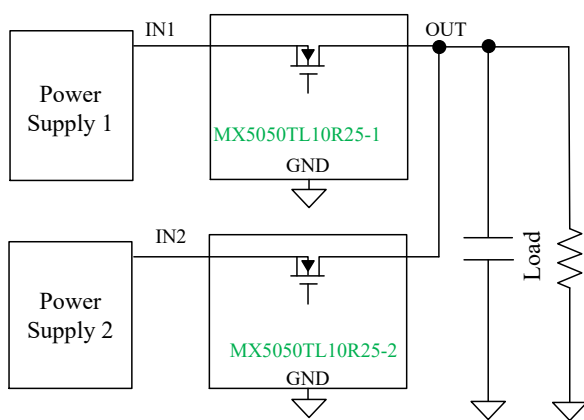 IN1
OUT
Power
Supply 1
MX5050TL10R25-1
GND
IN2
Load
Power
Supply 2
MX5050TL10R25-2
GND